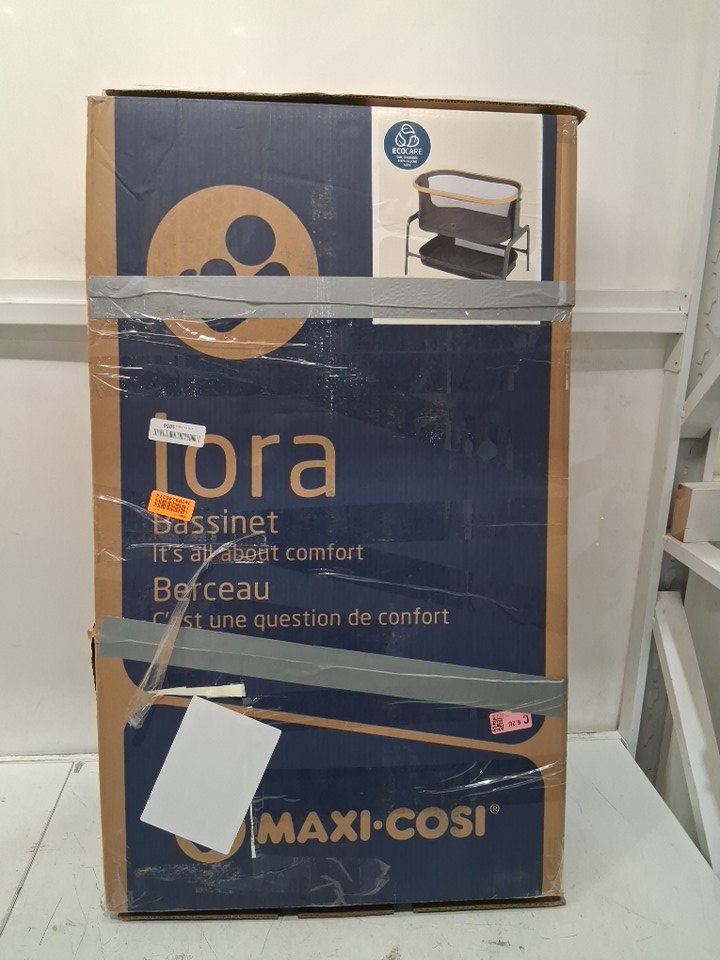 ECOCARE
Iora
Bassinet
It's all about comfort
Berceau
C'est une question de confort
MAXI-COSI®